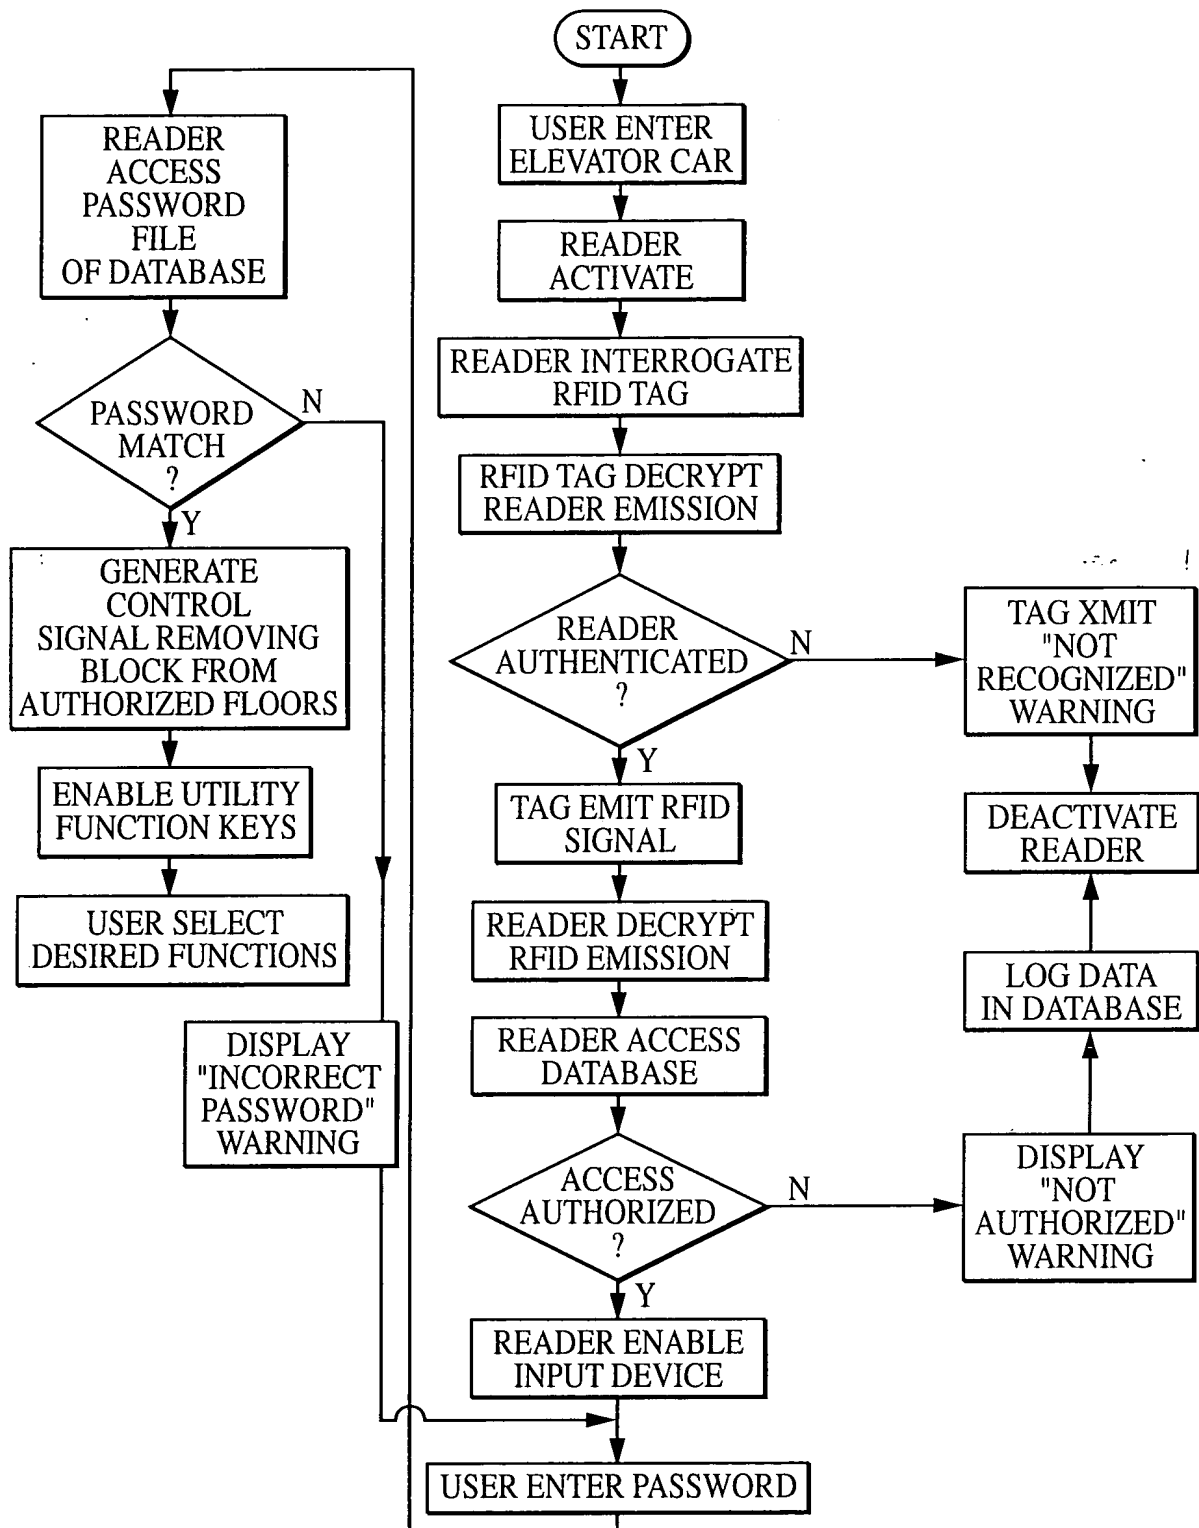 START
USER ENTER
ELEVATOR CAR
READER
ACTIVATE
READER INTERROGATE
RFID TAG
RFID TAG DECRYPT
READER EMISSION
READER
AUTHENTICATED
?
N
TAG XMIT
"NOT
RECOGNIZED"
WARNING
DEACTIVATE
READER
Y
TAG EMIT RFID
SIGNAL
READER DECRYPT
RFID EMISSION
READER ACCESS
DATABASE
ACCESS
AUTHORIZED
?
N
DISPLAY
"NOT
AUTHORIZED"
WARNING
LOG DATA
IN DATABASE
Y
READER ENABLE
INPUT DEVICE
USER ENTER PASSWORD
READER
ACCESS
PASSWORD
FILE
OF DATABASE
PASSWORD
MATCH
?
N
DISPLAY
"INCORRECT
PASSWORD"
WARNING
Y
GENERATE
CONTROL
SIGNAL REMOVING
BLOCK FROM
AUTHORIZED FLOORS
ENABLE UTILITY
FUNCTION KEYS
USER SELECT
DESIRED FUNCTIONS